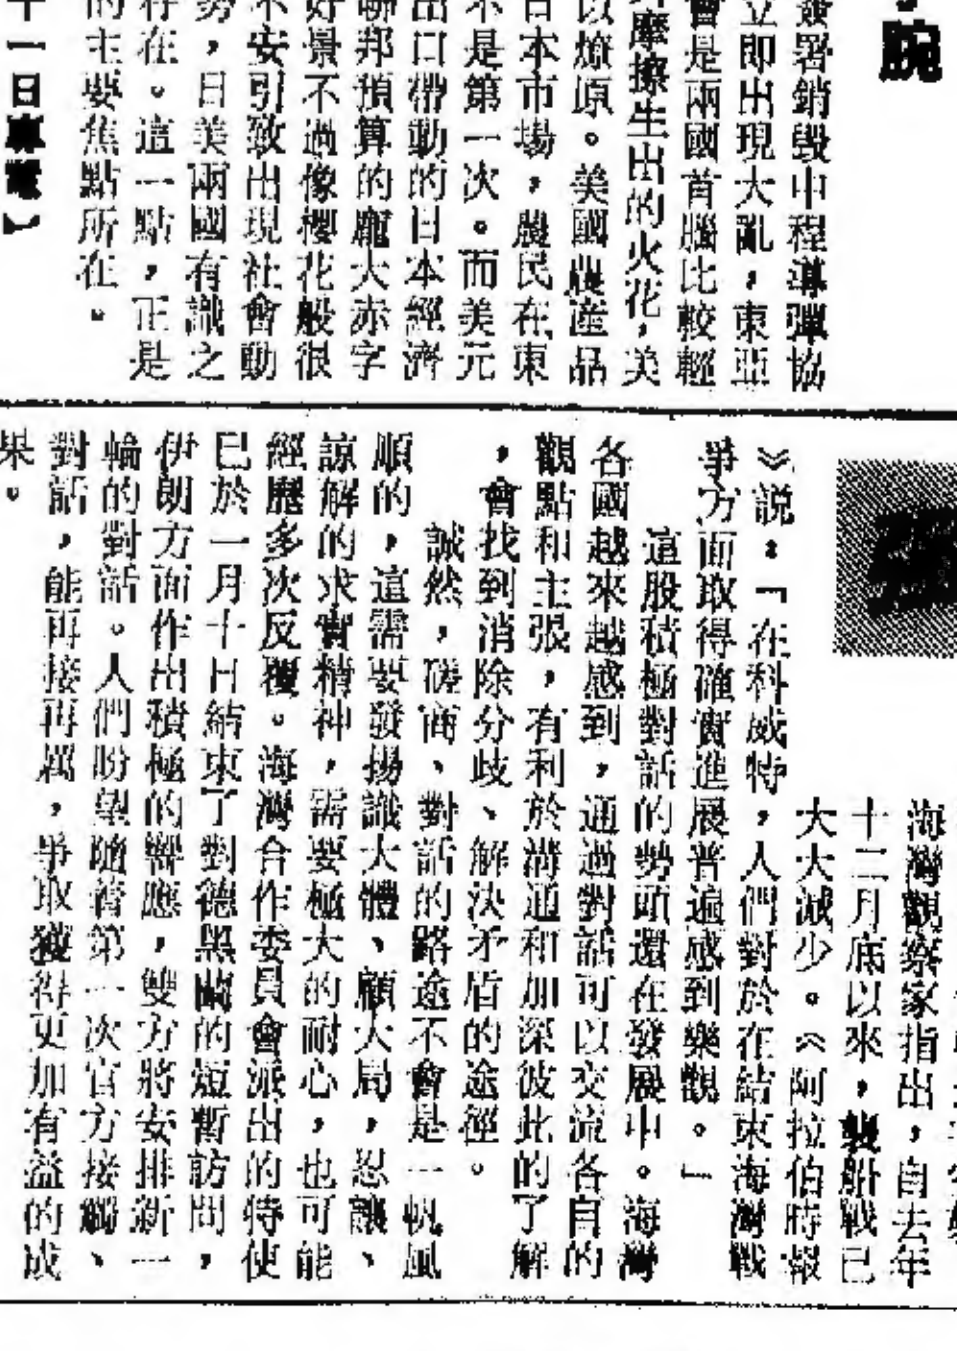 腕
簽署銷毀中程導彈協
立即出現大亂，東亞
會是兩國首腦比較輕
摩擦生出的火花，美
以燎原。美國農産品
日本市場，農民在東
不是第一次。而美元
出口帶動的日本經濟
聯邦預算的龐大赤字
好景不過像櫻花般很
不安引致出現社會動
勢，日美兩國有識之
存在。這一點，正是
的主要焦點所在。
十一日專電】
海灣觀察家指出，自去年
十二月底以來，襲船戰已
大大減少。《阿拉伯時報
》説：「在科威特，人們對於在結束海灣戰
爭方面取得確實進展普遍感到樂觀。」
這股積極對話的勢頭還在發展中。海灣
各國越來越感到，通過對話可以交流各自的
觀點和主張，有利於溝通和加深彼此的了解
，會找到消除分歧、解決矛盾的途徑。
誠然，磋商、對話的路途不會是一帆風
順的，這需要發揚識大體、顧大局，忍讓、
諒解的求實精神，需要極大的耐心，也可能
經歷多次反覆。海灣合作委員會派出的特使
已於一月十日結束了對德黑蘭的短暫訪問，
伊朗方面作出積極的響應，雙方將安排新一
輪的對話。人們盼望隨着第一次官方接觸、
對話，能再接再厲，爭取獲得更加有益的成
果。